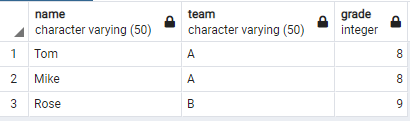 name team grade
character varying (50) character varying (50) integer
1 Tom A 8
2 Mike A 8
3 Rose B 9